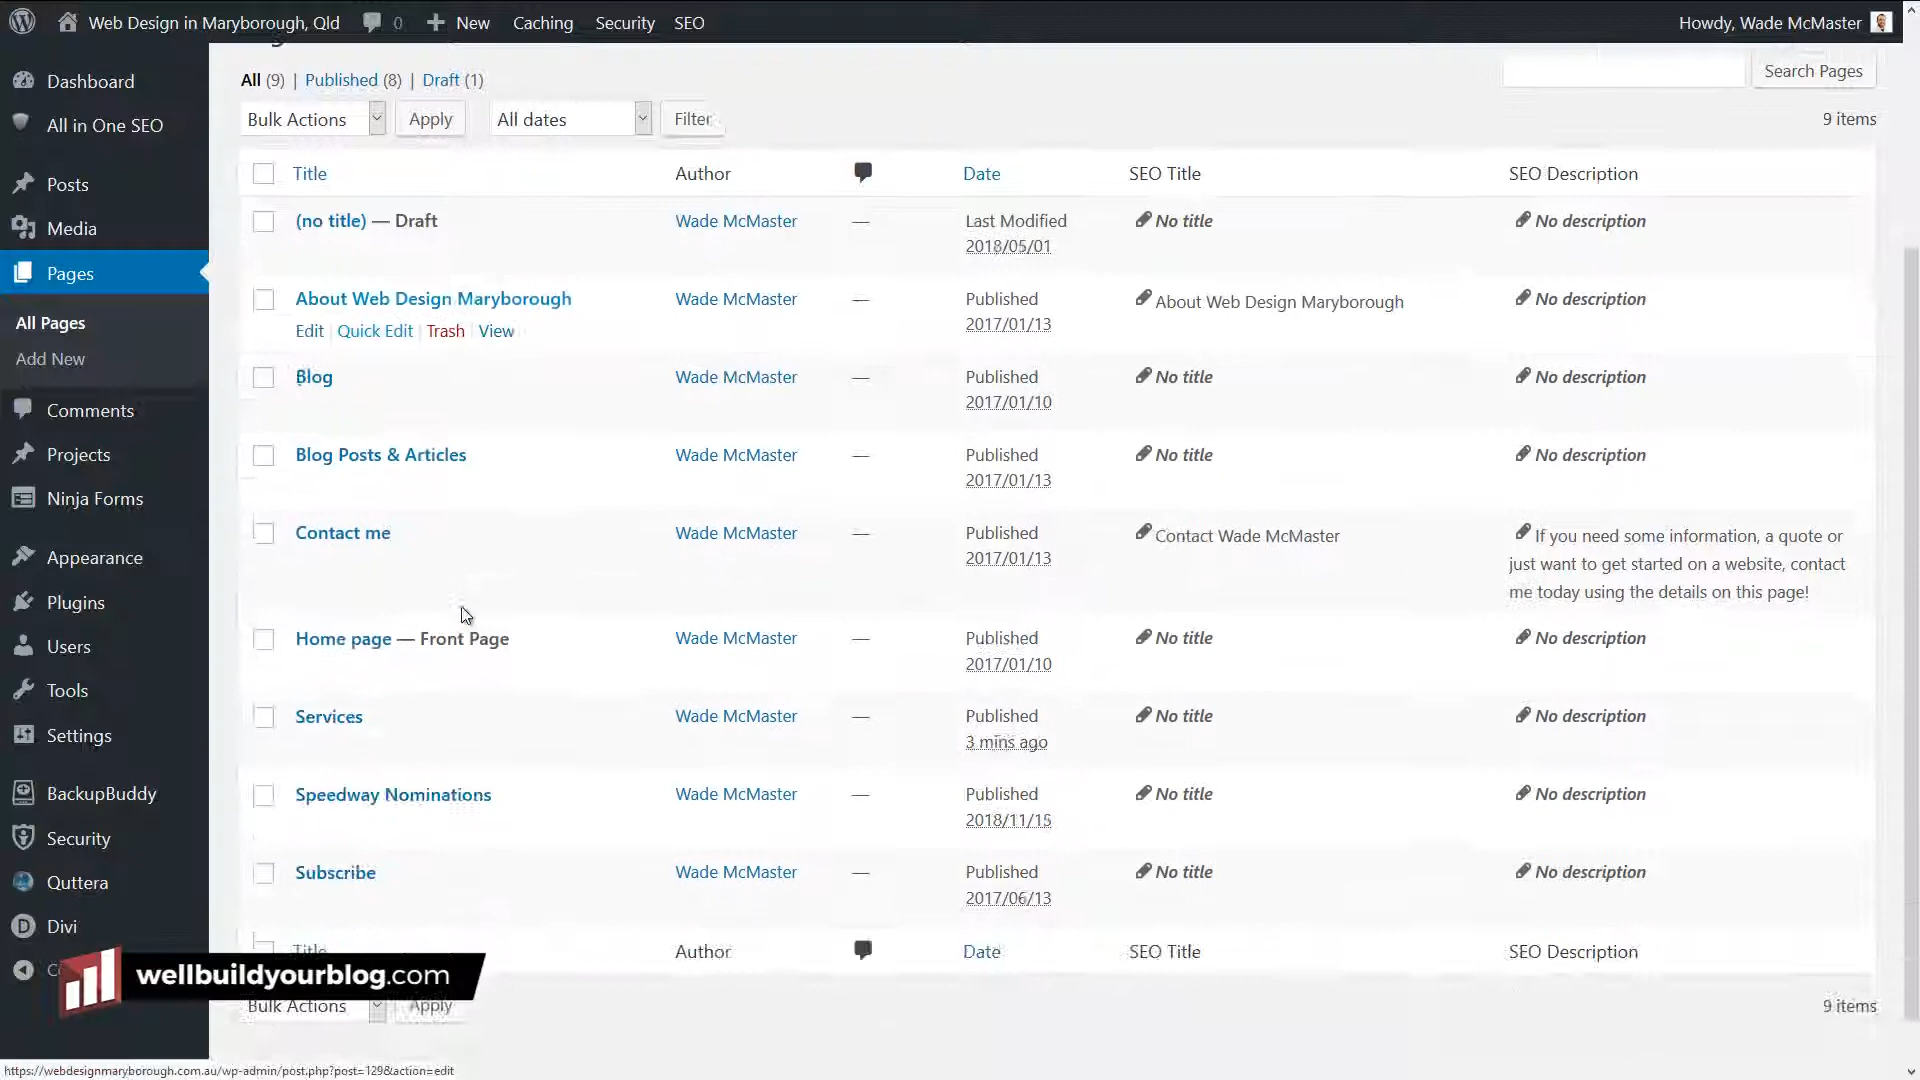 Web Design in Maryborough, Qld 0 New Caching Security SEO Howdy, Wade McMaster
Dashboard
All in One SEO
Posts
Media
Pages
All Pages
Add New
Comments
Projects
Ninja Forms
Appearance
Plugins
Users
Tools
Settings
BackupBuddy
Security
Quttera
Divi
All (9) | Published (8) | Draft (1)
Search Pages
Bulk Actions Apply All dates Filter 9 items
Title Author Date SEO Title SEO Description
(no title) — Draft Wade McMaster — Last Modified No title No description
2018/05/01
About Web Design Maryborough Wade McMaster — Published About Web Design Maryborough No description
Edit | Quick Edit | Trash | View 2017/01/13
Blog Wade McMaster — Published No title No description
2017/01/10
Blog Posts & Articles Wade McMaster — Published No title No description
2017/01/13
Contact me Wade McMaster — Published Contact Wade McMaster If you need some information, a quote or
2017/01/13 just want to get started on a website, contact
me today using the details on this page!
Home page — Front Page Wade McMaster — Published No title No description
2017/01/10
Services Wade McMaster — Published No title No description
3 mins ago
Speedway Nominations Wade McMaster — Published No title No description
2018/11/15
Subscribe Wade McMaster — Published No title No description
2017/06/13
Title Author Date SEO Title SEO Description
wellbuildyourblog.com
Bulk Actions Apply 9 items
https://webdesignmaryborough.com.au/wp-admin/post.php?post=129&action=edit